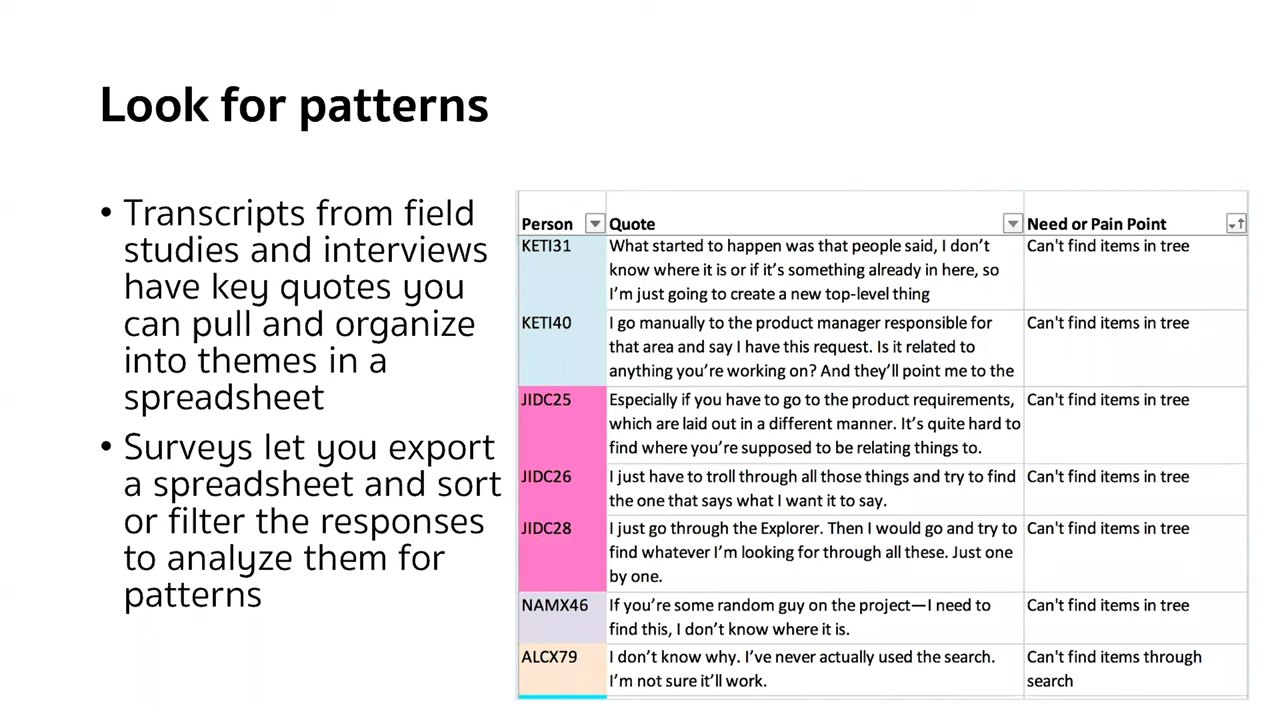 Look for patterns
• Transcripts from field
studies and interviews
have key quotes you
can pull and organize
into themes in a
spreadsheet
• Surveys let you export
a spreadsheet and sort
or filter the responses
to analyze them for
patterns
Person Quote Need or Pain Point
KETI31 What started to happen was that people said, I don’t Can't find items in tree
know where it is or if it’s something already in here, so
I’m just going to create a new top-level thing
KETI40 I go manually to the product manager responsible for Can't find items in tree
that area and say I have this request. Is it related to
anything you’re working on? And they’ll point me to the
JIDC25 Especially if you have to go to the product requirements, Can't find items in tree
which are laid out in a different manner. It’s quite hard to
find where you’re supposed to be relating things to.
JIDC26 I just have to troll through all those things and try to find Can't find items in tree
the one that says what I want it to say.
JIDC28 I just go through the Explorer. Then I would go and try to Can't find items in tree
find whatever I’m looking for through all these. Just one
by one.
NAMX46 If you’re some random guy on the project—I need to Can't find items in tree
find this, I don’t know where it is.
ALCX79 I don’t know why. I’ve never actually used the search. Can't find items through
I’m not sure it’ll work. search